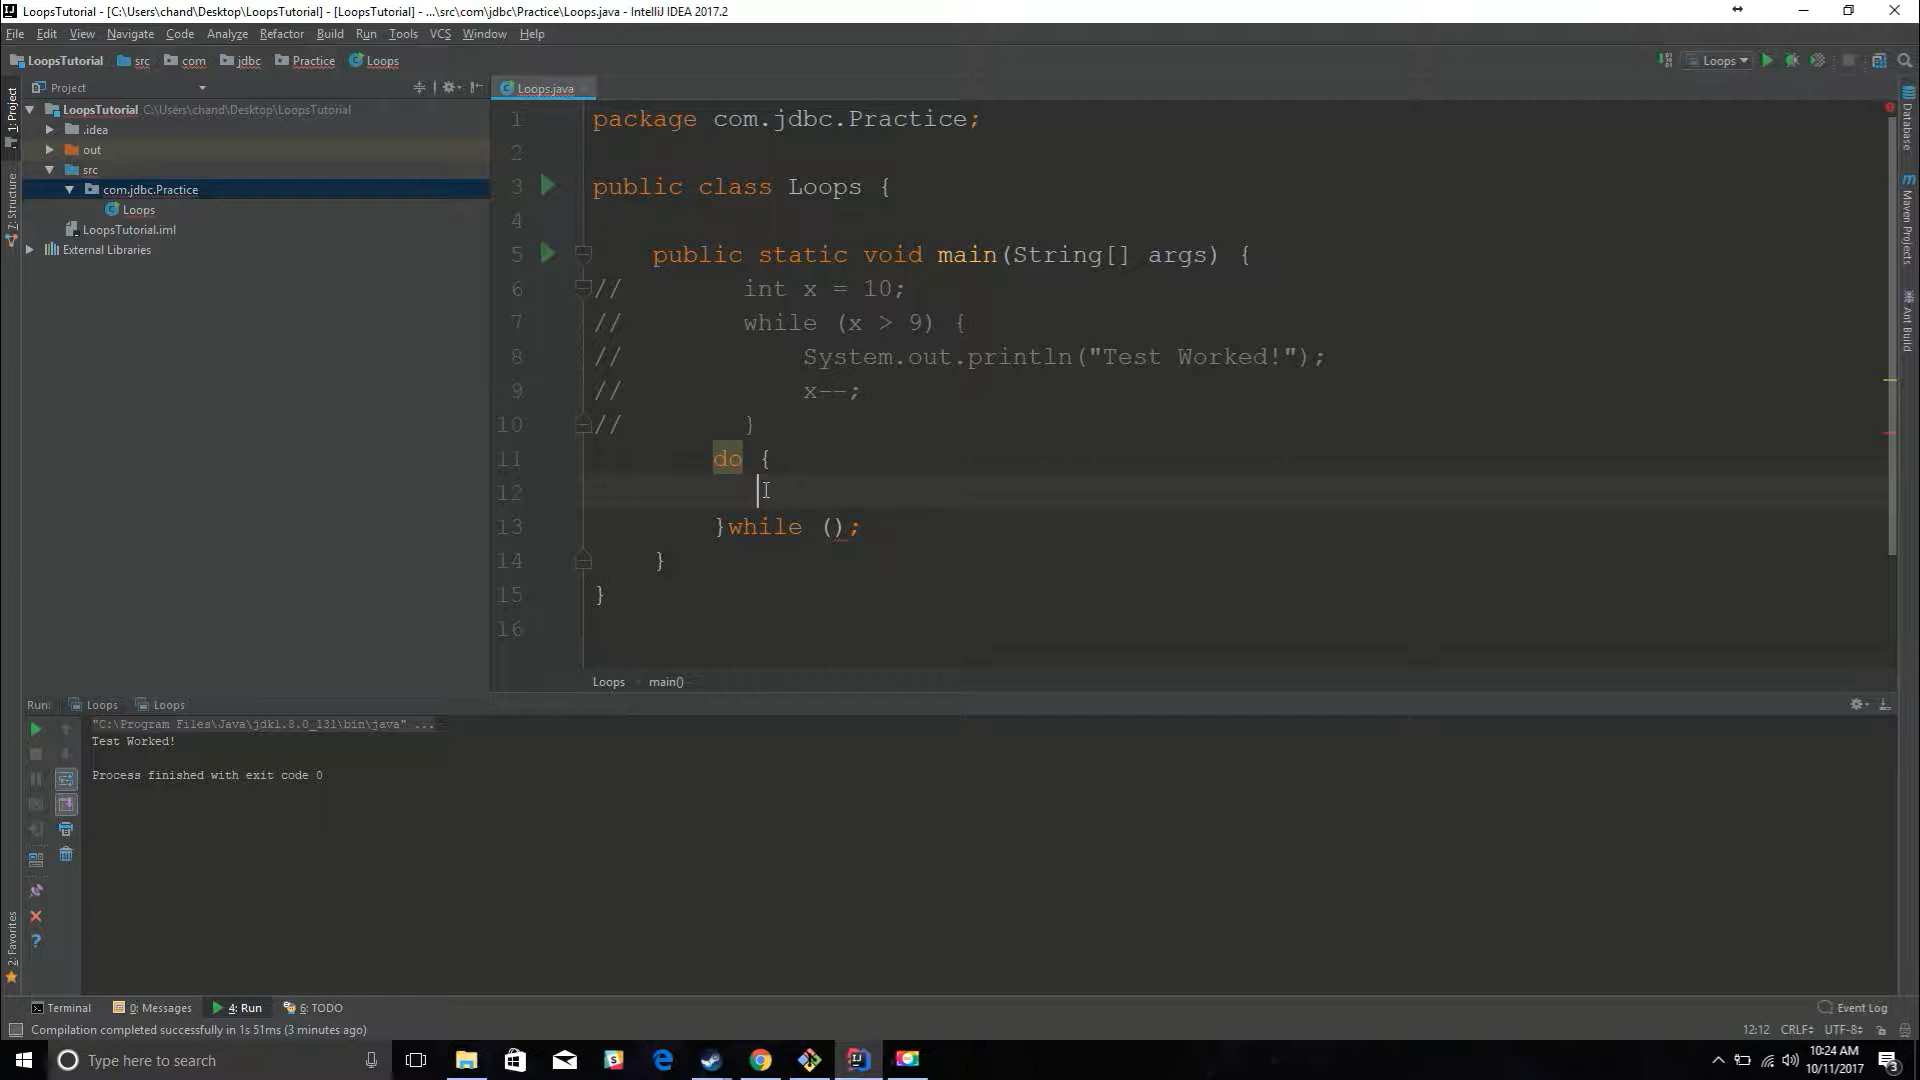 LoopsTutorial - [C:\Users\chand\Desktop\LoopsTutorial] - [LoopsTutorial] - ...\src\com\jdbc\Practice\Loops.java - IntelliJ IDEA 2017.2
File Edit View Navigate Code Analyze Refactor Build Run Tools VCS Window Help
LoopsTutorial src com jdbc Practice Loops Loops
Project Loops.java
1: Project
7: Structure
2: Favorites
LoopsTutorial C:\Users\chand\Desktop\LoopsTutorial
.idea
out
src
com.jdbc.Practice
Loops
LoopsTutorial.iml
External Libraries
1 package com.jdbc.Practice;
2
3 public class Loops {
4
5 public static void main(String[] args) {
6 // int x = 10;
7 // while (x > 9) {
8 // System.out.println("Test Worked!");
9 // x--;
10 // }
11 do {
12
13 }while ();
14 }
15 }
16
Loops main()
Database
Maven Projects
Ant Build
Run: Loops Loops
"C:\Program Files\Java\jdk1.8.0_131\bin\java" ...
Test Worked!
Process finished with exit code 0
Terminal 0: Messages 4: Run 6: TODO Event Log
Compilation completed successfully in 1s 51ms (3 minutes ago) 12:12 CRLF UTF-8
Type here to search 10:24 AM
10/11/2017 3